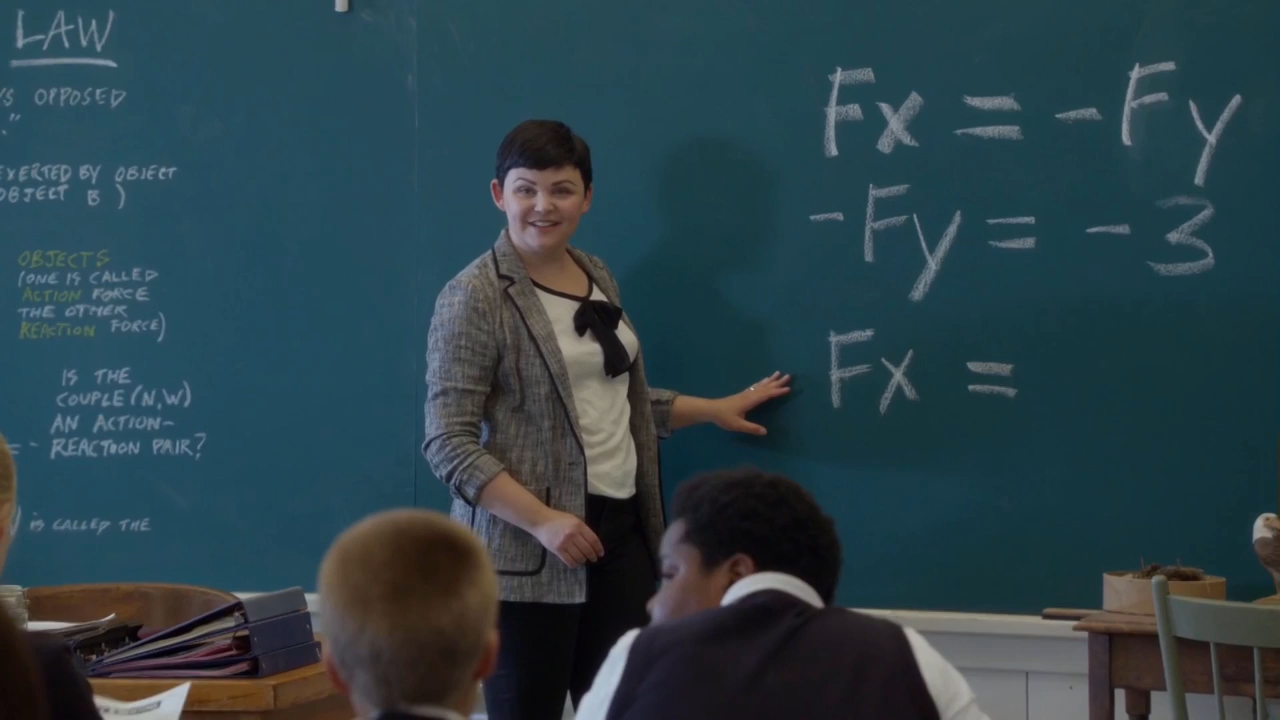 LAW
YS OPPOSED
."
EXERTED BY OBJECT
OBJECT B )
OBJECTS
(ONE IS CALLED
ACTION FORCE
THE OTHER
REACTION FORCE)
IS THE
COUPLE (N,W)
AN ACTION-
REACTION PAIR?
) IS CALLED THE
Fx = -Fy
-Fy = -3
Fx =